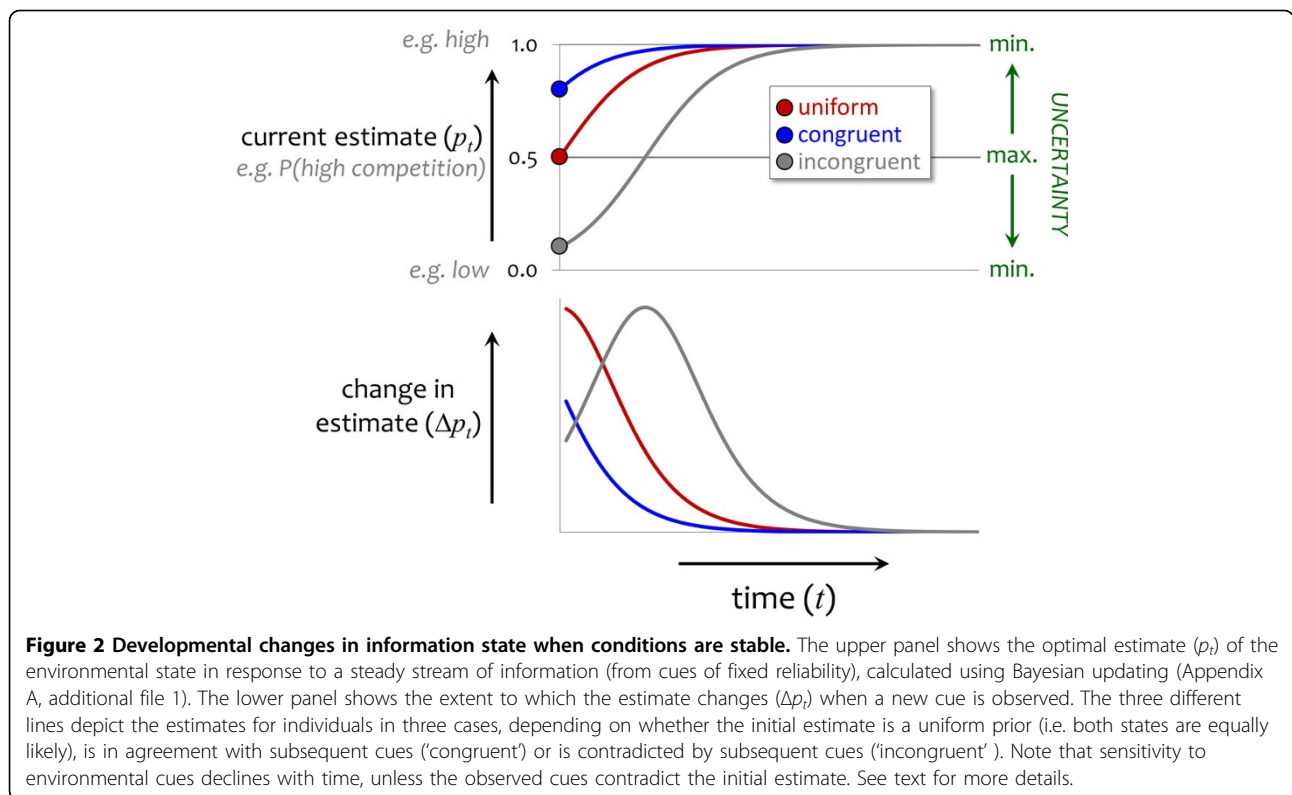 e.g. high 1.0 min.
uniform
congruent
incongruent
current estimate (pₜ)
e.g. P(high competition)
0.5 max.
UNCERTAINTY
e.g. low 0.0 min.
change in
estimate (Δpₜ)
time (t)
Figure 2 Developmental changes in information state when conditions are stable. The upper panel shows the optimal estimate (pₜ) of the
environmental state in response to a steady stream of information (from cues of fixed reliability), calculated using Bayesian updating (Appendix
A, additional file 1). The lower panel shows the extent to which the estimate changes (Δpₜ) when a new cue is observed. The three different
lines depict the estimates for individuals in three cases, depending on whether the initial estimate is a uniform prior (i.e. both states are equally
likely), is in agreement with subsequent cues (‘congruent’) or is contradicted by subsequent cues (‘incongruent’ ). Note that sensitivity to
environmental cues declines with time, unless the observed cues contradict the initial estimate. See text for more details.